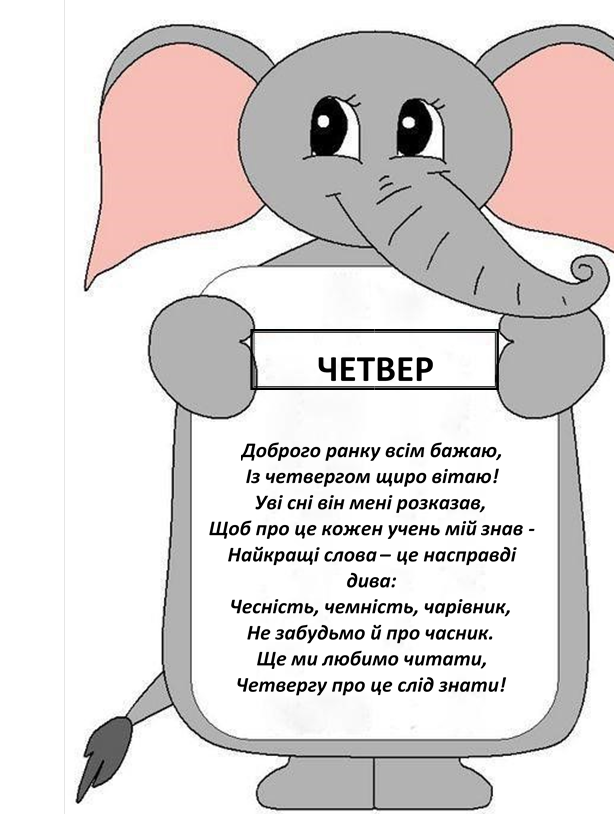 ЧЕТВЕР
Доброго ранку всім бажаю,
Із четвергом щиро вітаю!
Уві сні він мені розказав,
Щоб про це кожен учень мій знав -
Найкращі слова – це насправді
дива:
Чесність, чемність, чарівник,
Не забудьмо й про часник.
Ще ми любимо читати,
Четвергу про це слід знати!